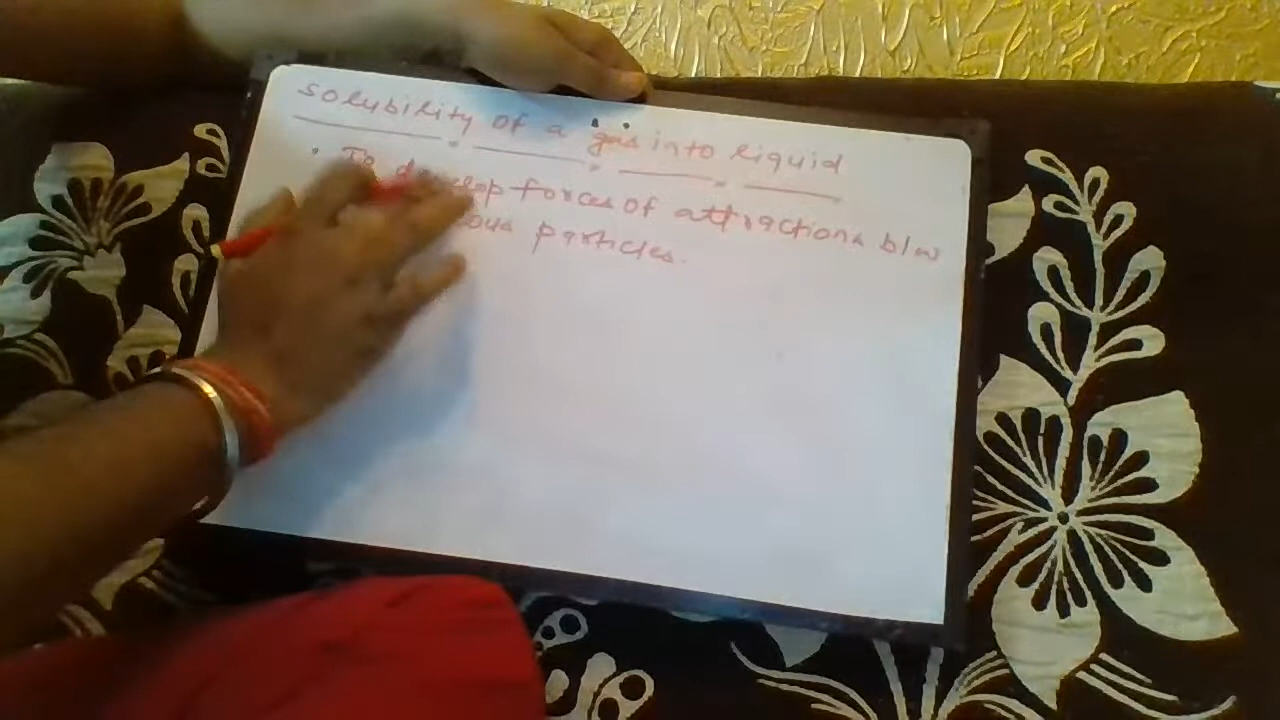 solubility of a gas into liquid
• To develop forces of attractions b/w
particles.